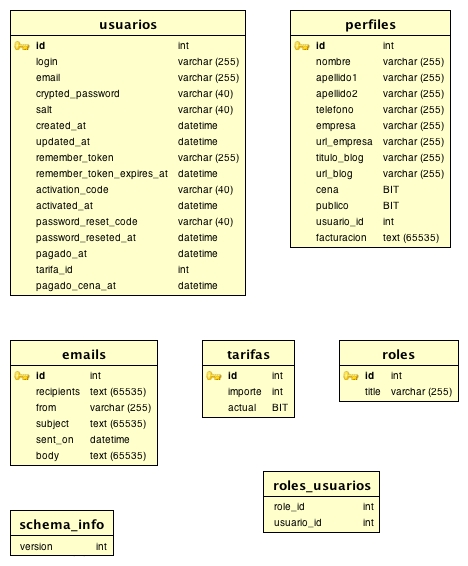 usuarios
id int
login varchar (255)
email varchar (255)
crypted_password varchar (40)
salt varchar (40)
created_at datetime
updated_at datetime
remember_token varchar (255)
remember_token_expires_at datetime
activation_code varchar (40)
activated_at datetime
password_reset_code varchar (40)
password_reseted_at datetime
pagado_at datetime
tarifa_id int
pagado_cena_at datetime
perfiles
id int
nombre varchar (255)
apellido1 varchar (255)
apellido2 varchar (255)
telefono varchar (255)
empresa varchar (255)
url_empresa varchar (255)
titulo_blog varchar (255)
url_blog varchar (255)
cena BIT
publico BIT
usuario_id int
facturacion text (65535)
emails
id int
recipients text (65535)
from varchar (255)
subject text (65535)
sent_on datetime
body text (65535)
tarifas
id int
importe int
actual BIT
roles
id int
title varchar (255)
roles_usuarios
role_id int
usuario_id int
schema_info
version int